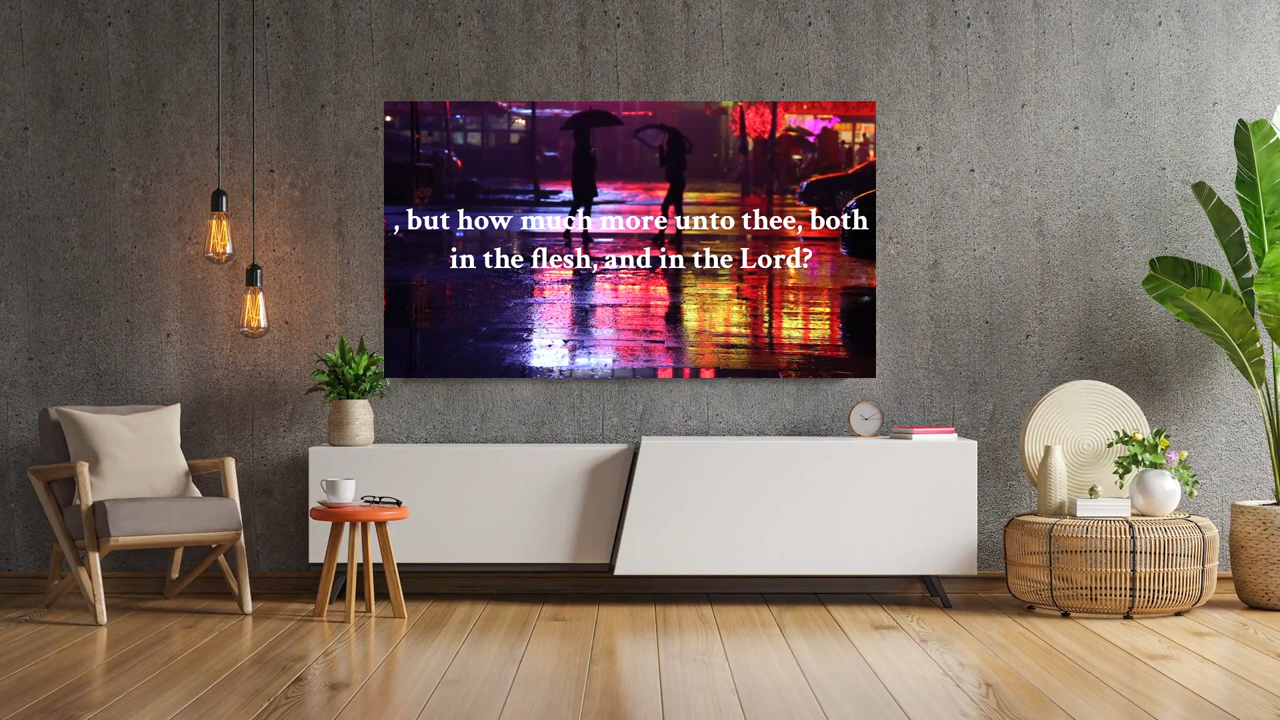 , but how much more unto thee, both
in the flesh, and in the Lord?